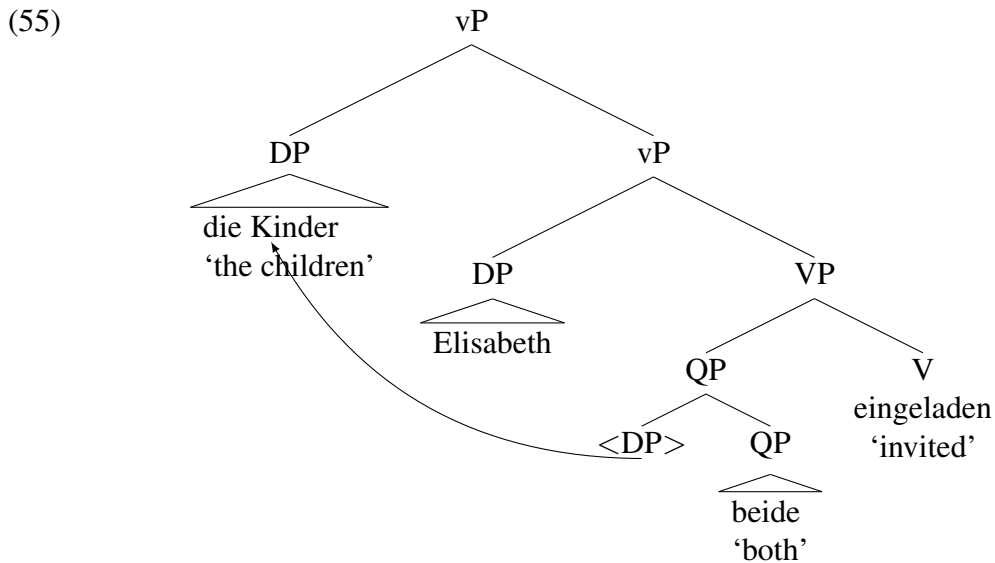 (55)
vP
DP
vP
die Kinder
‘the children’
DP
VP
Elisabeth
QP
V
eingeladen
‘invited’
<DP>
QP
beide
‘both’